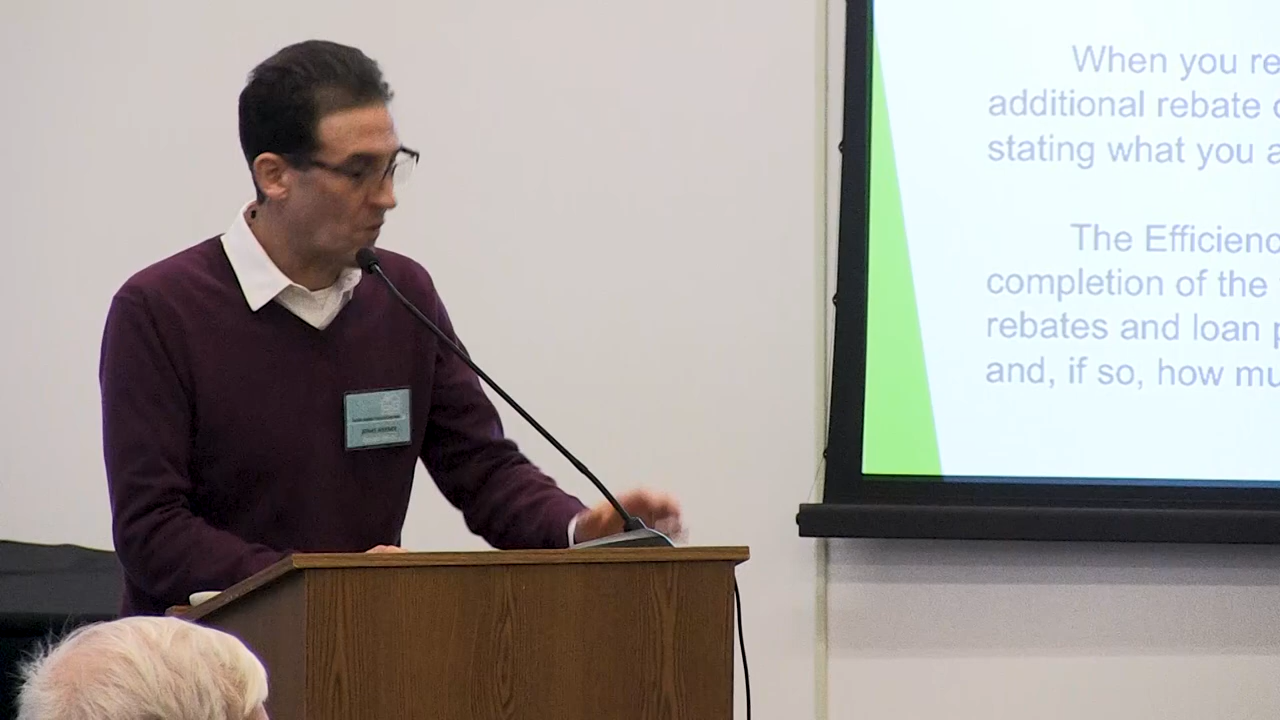 When you re
additional rebate
stating what you a
The Efficienc
completion of the
rebates and loan p
and, if so, how mu